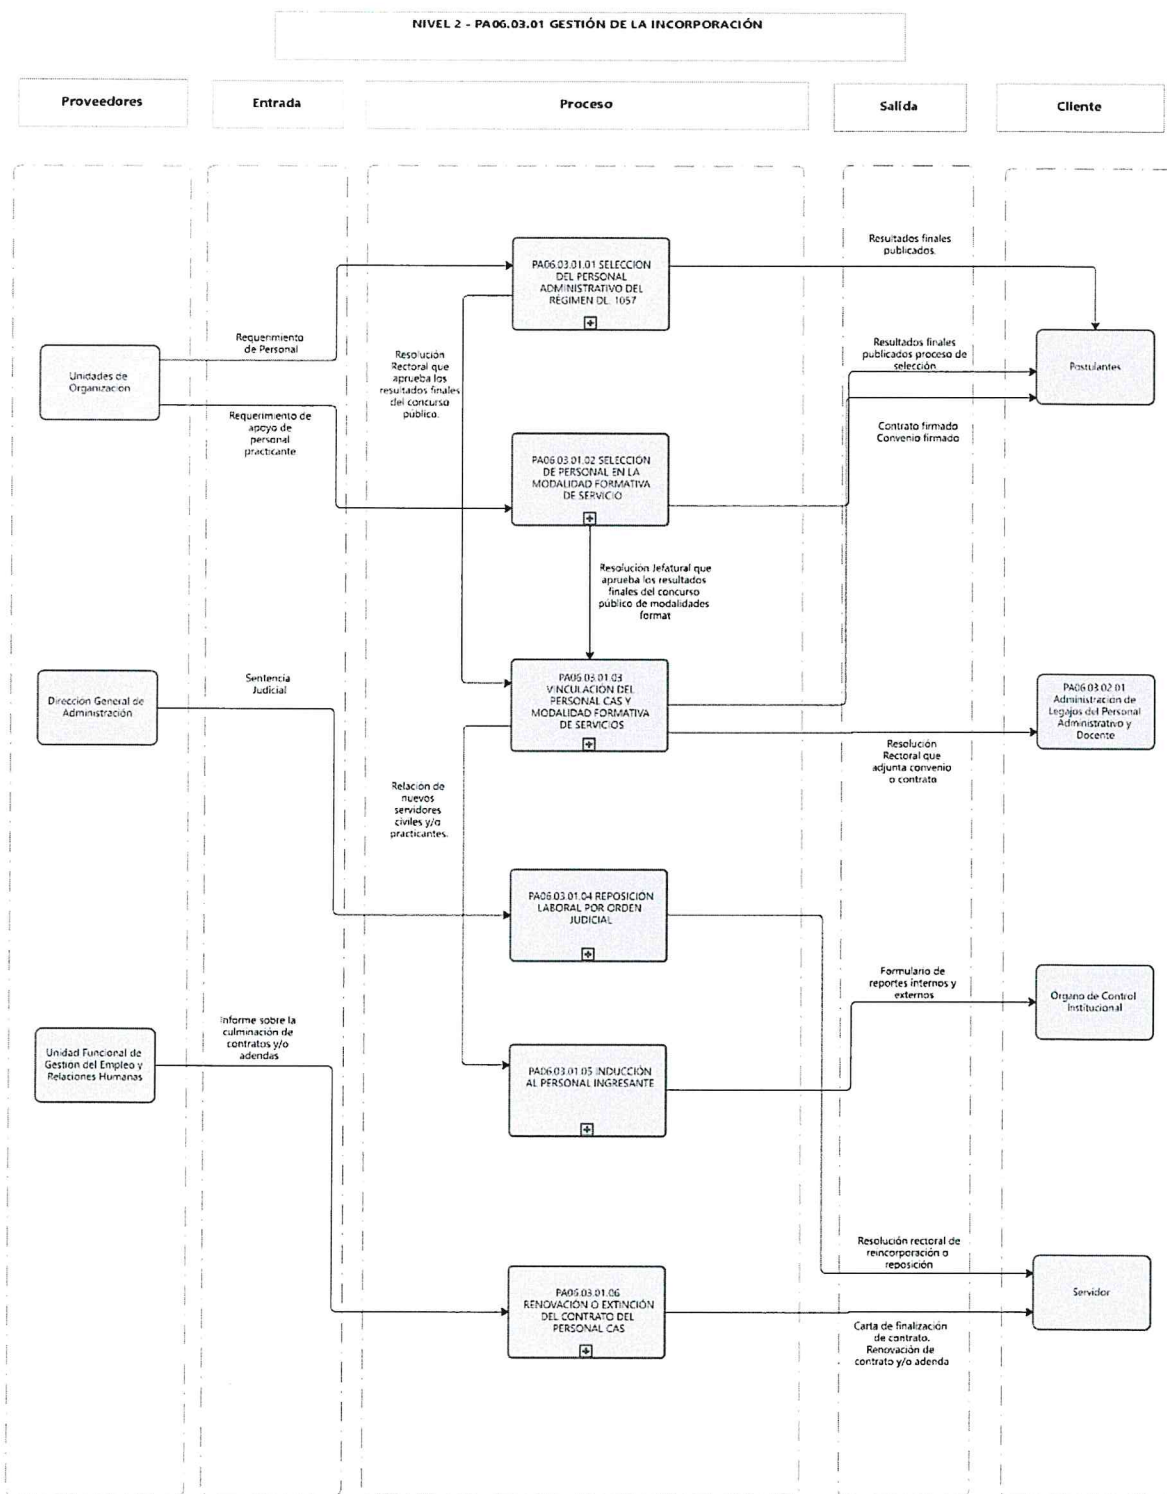 NIVEL 2 - PA06.03.01 GESTIÓN DE LA INCORPORACIÓN
Proveedores
Entrada
Proceso
Salida
Cliente
Unidades de
Organización
Requerimiento
de Personal
Requerimiento de
apoyo de
personal
practicante
PA06.03.01.01 SELECCIÓN
DEL PERSONAL
ADMINISTRATIVO DEL
RÉGIMEN DL. 1057
Resolución
Rectoral que
aprueba los
resultados finales
del concurso
público.
Resultados finales
publicados.
Resultados finales
publicados proceso de
selección
Contrato firmado
Convenio firmado
Postulantes
PA06.03.01.02 SELECCIÓN
DE PERSONAL EN LA
MODALIDAD FORMATIVA
DE SERVICIO
Resolución Jefatural que
aprueba los resultados
finales del concurso
público de modalidades
format
Dirección General de
Administración
Sentencia
Judicial
PA06.03.01.03
VINCULACIÓN DEL
PERSONAL CAS Y
MODALIDAD FORMATIVA
DE SERVICIOS
Resolución
Rectoral que
adjunta convenio
o contrato
PA06.03.02.01
Administración de
Legajos del Personal
Administrativo y
Docente
Relación de
nuevos
servidores
civiles y/o
practicantes.
PA06.03.01.04 REPOSICIÓN
LABORAL POR ORDEN
JUDICIAL
Unidad Funcional de
Gestión del Empleo y
Relaciones Humanas
Informe sobre la
culminación de
contratos y/o
adendas
PA06.03.01.05 INDUCCIÓN
AL PERSONAL INGRESANTE
Formulario de
reportes internos y
externos
Órgano de Control
Institucional
PA06.03.01.06
RENOVACIÓN O EXTINCIÓN
DEL CONTRATO DEL
PERSONAL CAS
Resolución rectoral de
reincorporación o
reposición
Carta de finalización
de contrato.
Renovación de
contrato y/o adenda
Servidor